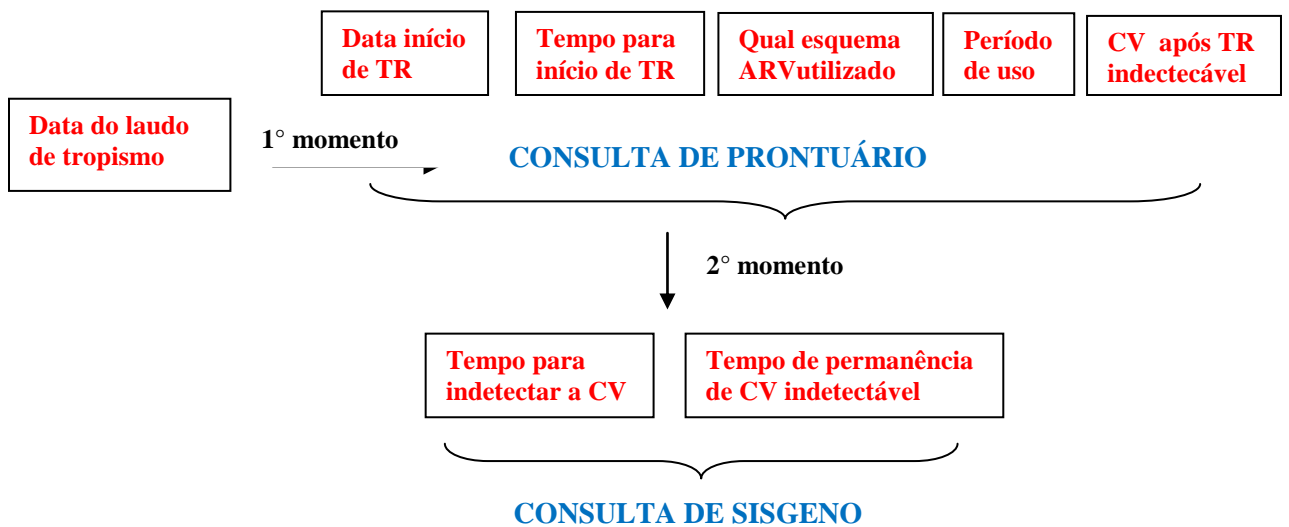 Data início
de TR
Tempo para
início de TR
Qual esquema
ARVutilizado
Período
de uso
CV após TR
indectecável
Data do laudo
de tropismo
1° momento
CONSULTA DE PRONTUÁRIO
2° momento
Tempo para
indetectar a CV
Tempo de permanência
de CV indetectável
CONSULTA DE SISGENO